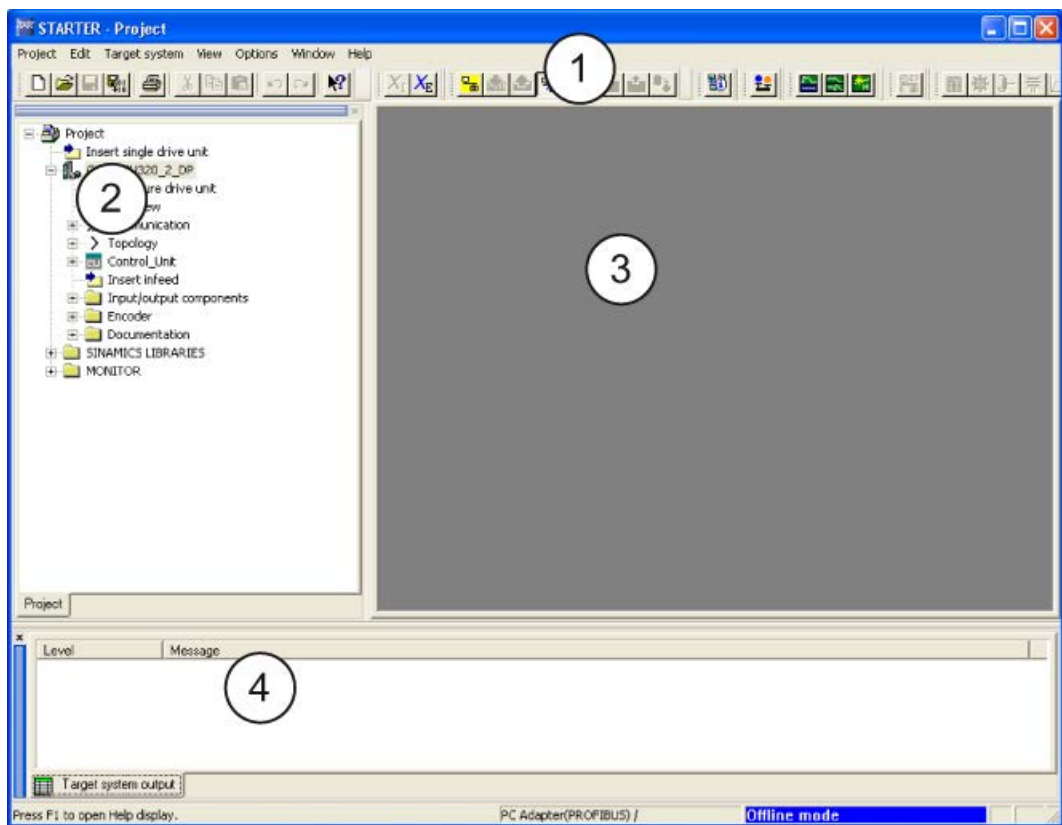 STARTER - Project
Project Edit Target system View Options Window Help
1
Project
Insert single drive unit
320_2_DP
2
drive unit
Topology
Control_Unit
Insert infeed
Input/output components
Encoder
Documentation
SINAMICS LIBRARIES
MONITOR
3
Project
Level Message
4
Target system output
Press F1 to open Help display. PC Adapter(PROFIBUS) / Offline mode